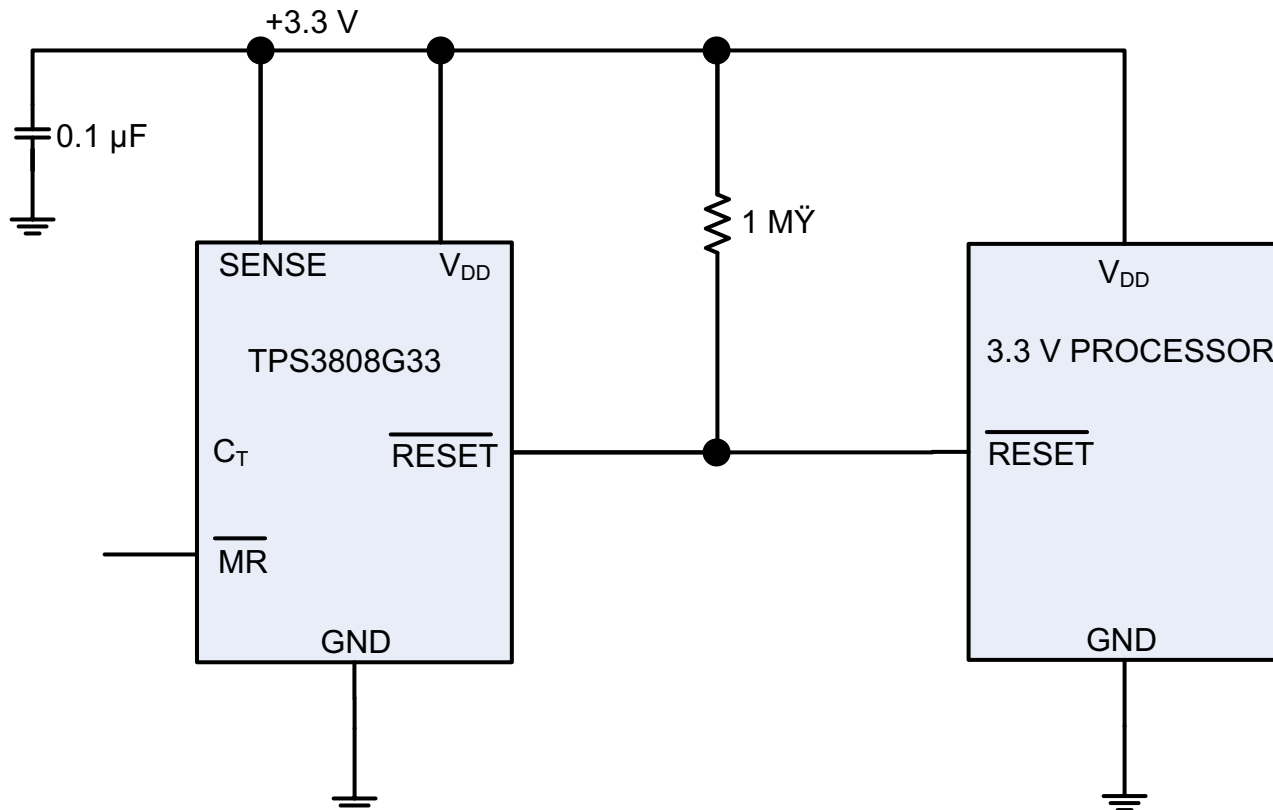 +3.3 V
0.1 µF
1 MŸ
SENSE
VDD
TPS3808G33
CT
RESET
MR
GND
VDD
3.3 V PROCESSOR
RESET
GND